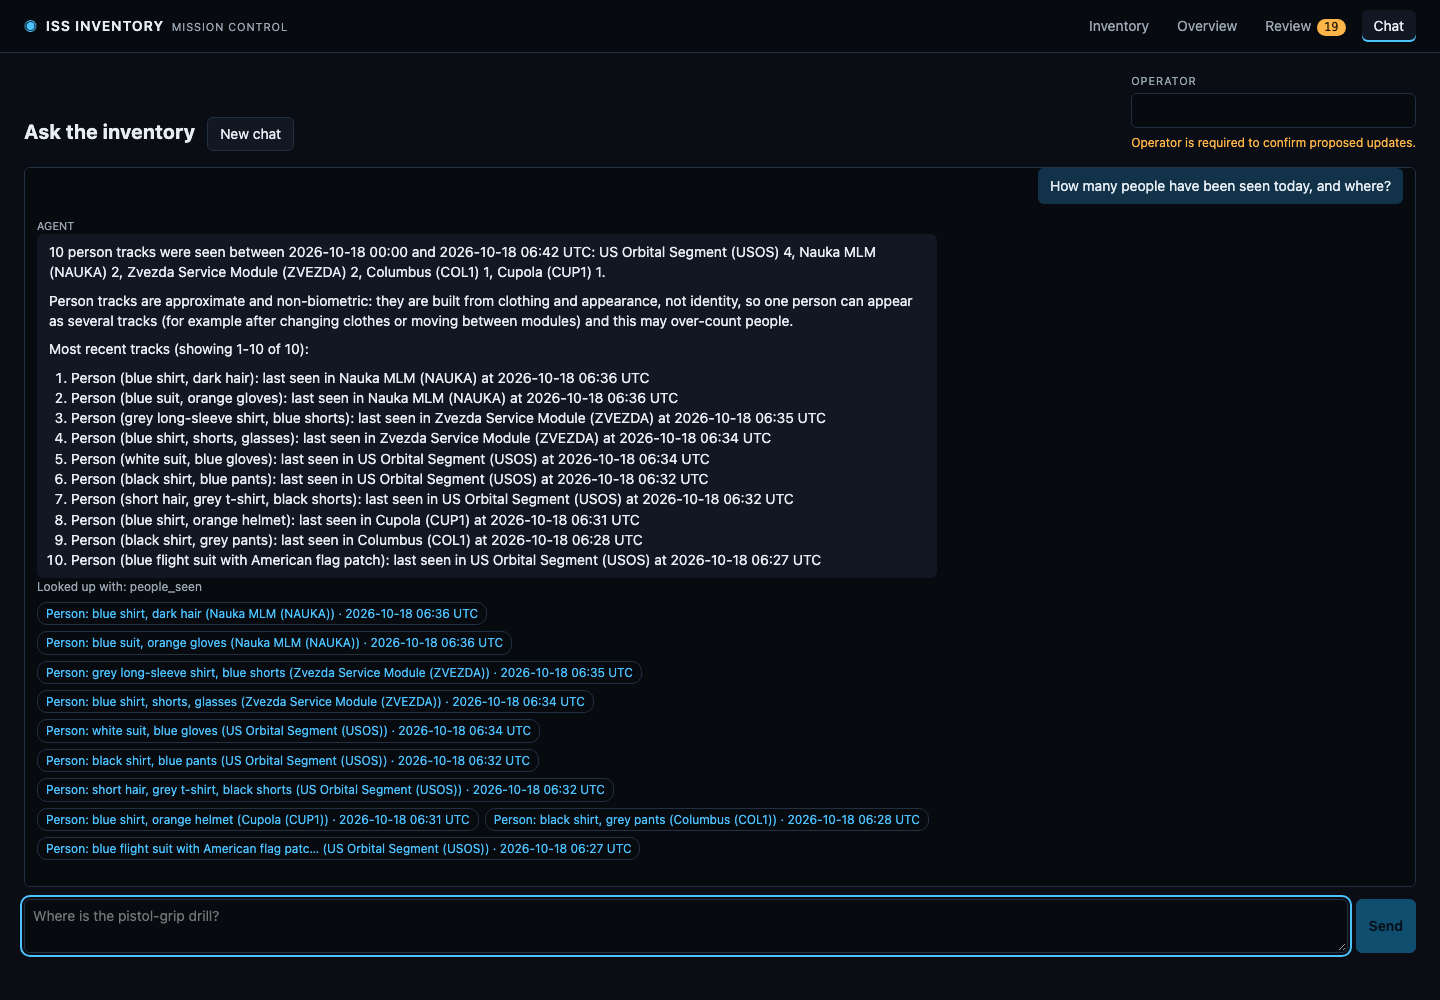 ISS INVENTORY MISSION CONTROL
Inventory Overview Review 19 Chat
OPERATOR
Ask the inventory New chat
Operator is required to confirm proposed updates.
How many people have been seen today, and where?
AGENT
10 person tracks were seen between 2026-10-18 00:00 and 2026-10-18 06:42 UTC: US Orbital Segment (USOS) 4, Nauka MLM
(NAUKA) 2, Zvezda Service Module (ZVEZDA) 2, Columbus (COL1) 1, Cupola (CUP1) 1.
Person tracks are approximate and non-biometric: they are built from clothing and appearance, not identity, so one person can appear
as several tracks (for example after changing clothes or moving between modules) and this may over-count people.
Most recent tracks (showing 1-10 of 10):
1. Person (blue shirt, dark hair): last seen in Nauka MLM (NAUKA) at 2026-10-18 06:36 UTC
2. Person (blue suit, orange gloves): last seen in Nauka MLM (NAUKA) at 2026-10-18 06:36 UTC
3. Person (grey long-sleeve shirt, blue shorts): last seen in Zvezda Service Module (ZVEZDA) at 2026-10-18 06:35 UTC
4. Person (blue shirt, shorts, glasses): last seen in Zvezda Service Module (ZVEZDA) at 2026-10-18 06:34 UTC
5. Person (white suit, blue gloves): last seen in US Orbital Segment (USOS) at 2026-10-18 06:34 UTC
6. Person (black shirt, blue pants): last seen in US Orbital Segment (USOS) at 2026-10-18 06:32 UTC
7. Person (short hair, grey t-shirt, black shorts): last seen in US Orbital Segment (USOS) at 2026-10-18 06:32 UTC
8. Person (blue shirt, orange helmet): last seen in Cupola (CUP1) at 2026-10-18 06:31 UTC
9. Person (black shirt, grey pants): last seen in Columbus (COL1) at 2026-10-18 06:28 UTC
10. Person (blue flight suit with American flag patch): last seen in US Orbital Segment (USOS) at 2026-10-18 06:27 UTC
Looked up with: people_seen
Person: blue shirt, dark hair (Nauka MLM (NAUKA)) · 2026-10-18 06:36 UTC
Person: blue suit, orange gloves (Nauka MLM (NAUKA)) · 2026-10-18 06:36 UTC
Person: grey long-sleeve shirt, blue shorts (Zvezda Service Module (ZVEZDA)) · 2026-10-18 06:35 UTC
Person: blue shirt, shorts, glasses (Zvezda Service Module (ZVEZDA)) · 2026-10-18 06:34 UTC
Person: white suit, blue gloves (US Orbital Segment (USOS)) · 2026-10-18 06:34 UTC
Person: black shirt, blue pants (US Orbital Segment (USOS)) · 2026-10-18 06:32 UTC
Person: short hair, grey t-shirt, black shorts (US Orbital Segment (USOS)) · 2026-10-18 06:32 UTC
Person: blue shirt, orange helmet (Cupola (CUP1)) · 2026-10-18 06:31 UTC Person: black shirt, grey pants (Columbus (COL1)) · 2026-10-18 06:28 UTC
Person: blue flight suit with American flag patc... (US Orbital Segment (USOS)) · 2026-10-18 06:27 UTC
Where is the pistol-grip drill?
Send